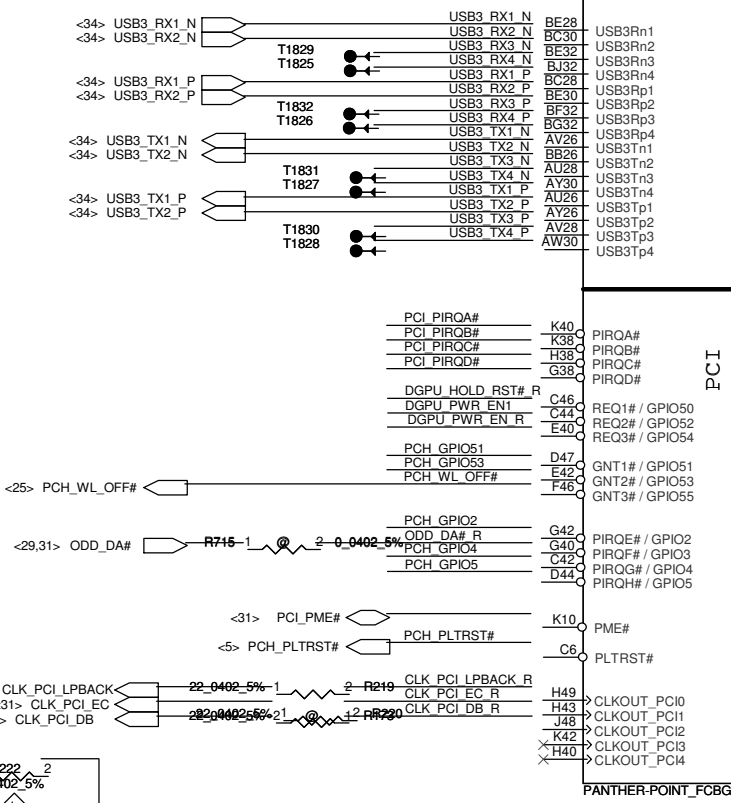 <34> USB3_RX1_N USB3_RX1_N BE28 USB3Rn1
<34> USB3_RX2_N USB3_RX2_N BC30 USB3Rn2
T1829 USB3_RX3_N BE32 USB3Rn3
T1825 USB3_RX4_N BJ32 USB3Rn4
<34> USB3_RX1_P USB3_RX1_P BC28 USB3Rp1
<34> USB3_RX2_P USB3_RX2_P BE30 USB3Rp2
T1832 USB3_RX3_P BF32 USB3Rp3
T1826 USB3_RX4_P BG32 USB3Rp4
<34> USB3_TX1_N USB3_TX1_N AV26 USB3Tn1
<34> USB3_TX2_N USB3_TX2_N BB26 USB3Tn2
T1831 USB3_TX3_N AU28 USB3Tn3
T1827 USB3_TX4_N AY30 USB3Tn4
<34> USB3_TX1_P USB3_TX1_P AU26 USB3Tp1
<34> USB3_TX2_P USB3_TX2_P AY26 USB3Tp2
T1830 USB3_TX3_P AV28 USB3Tp3
T1828 USB3_TX4_P AW30 USB3Tp4
PCI
PCI_PIRQA# K40 PIRQA#
PCI_PIRQB# K38 PIRQB#
PCI_PIRQC# H38 PIRQC#
PCI_PIRQD# G38 PIRQD#
DGPU_HOLD_RST#_R C46 REQ1# / GPIO50
DGPU_PWR_EN1 C44 REQ2# / GPIO52
DGPU_PWR_EN_R E40 REQ3# / GPIO54
PCH_GPIO51 D47 GNT1# / GPIO51
PCH_GPIO53 E42 GNT2# / GPIO53
<25> PCH_WL_OFF# PCH_WL_OFF# F46 GNT3# / GPIO55
PCH_GPIO2 G42 PIRQE# / GPIO2
<29,31> ODD_DA# R715 1 @ 2 0_0402_5% ODD_DA#_R G40 PIRQF# / GPIO3
PCH_GPIO4 C42 PIRQG# / GPIO4
PCH_GPIO5 D44 PIRQH# / GPIO5
<31> PCI_PME# K10 PME#
<5> PCH_PLTRST# PCH_PLTRST# C6 PLTRST#
CLK_PCI_LPBACK 22_0402_5% 1 2 R219 CLK_PCI_LPBACK_R H49 CLKOUT_PCI0
31> CLK_PCI_EC CLK_PCI_EC_R H43 CLKOUT_PCI1
> CLK_PCI_DB @ R220 CLK_PCI_DB_R J48 CLKOUT_PCI2
K42 CLKOUT_PCI3
H40 CLKOUT_PCI4
222 2
402_5%
PANTHER-POINT_FCBG